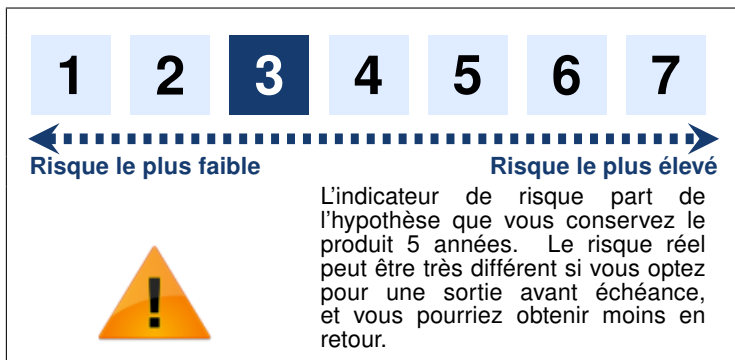 1 2 3 4 5 6 7
Risque le plus faible Risque le plus élevé
L'indicateur de risque part de
l'hypothèse que vous conservez le
produit 5 années. Le risque réel
peut être très différent si vous optez
pour une sortie avant échéance,
et vous pourriez obtenir moins en
retour.
!